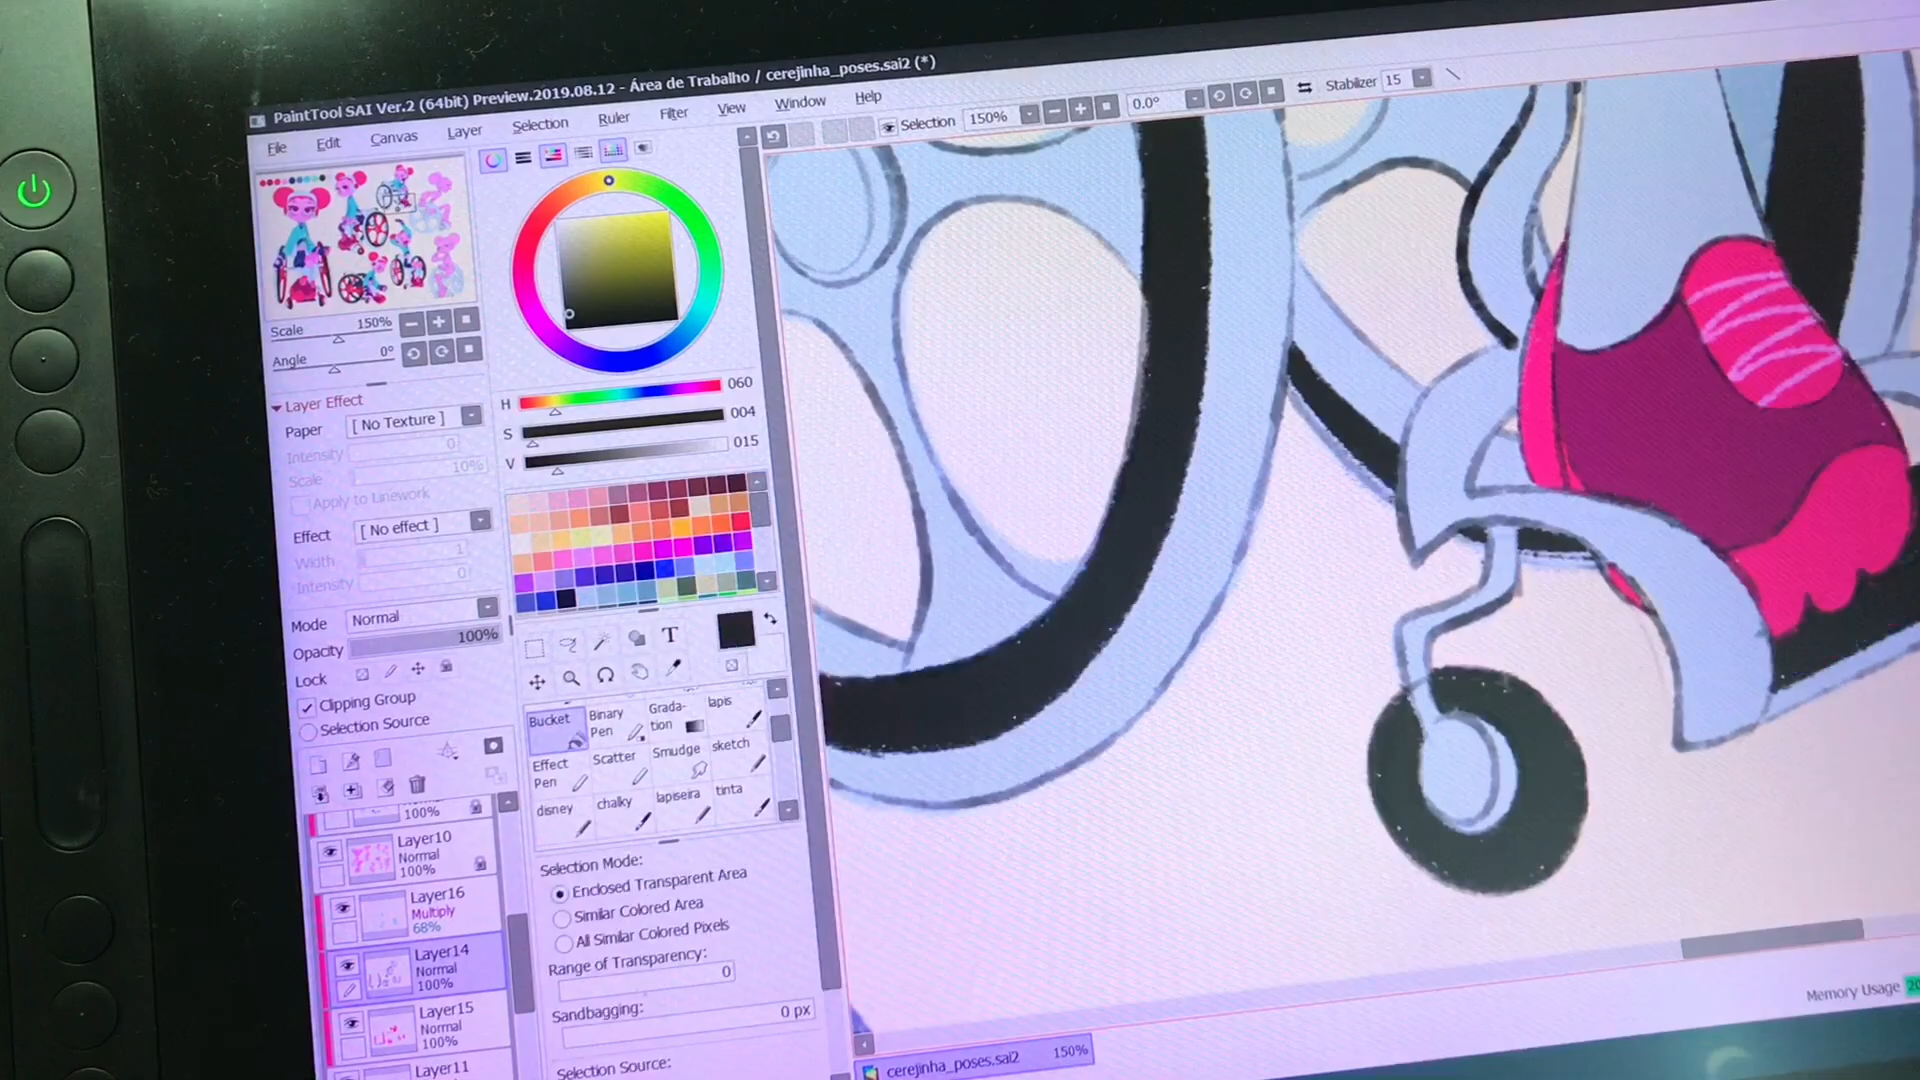 PaintTool SAI Ver.2 (64bit) Preview.2019.08.12 - Área de Trabalho / cerejinha_poses.sai2 (*)
File Edit Canvas Layer Selection Ruler Filter View Window Help
Selection 150% 0.0° Stabilizer 15
Scale 150%
Angle 0°
H 060
S 004
V 015
Layer Effect
Paper [ No Texture ]
Intensity 0
Scale 10%
Apply to Linework
Effect [ No effect ]
Width 1
Intensity 0
Mode Normal
Opacity 100%
Lock
Clipping Group
Selection Source
T
Bucket
Binary
Pen
Grada-
tion
lapis
Effect
Pen
Scatter
Smudge
sketch
disney
chalky
lapiseira
tinta
100%
Layer10
Normal
100%
Layer16
Multiply
68%
Layer14
Normal
100%
Layer15
Normal
100%
Layer11
Selection Mode:
Enclosed Transparent Area
Similar Colored Area
All Similar Colored Pixels
Range of Transparency:
0
Sandbagging:
0 px
Selection Source:
Memory Usage
cerejinha_poses.sai2 150%